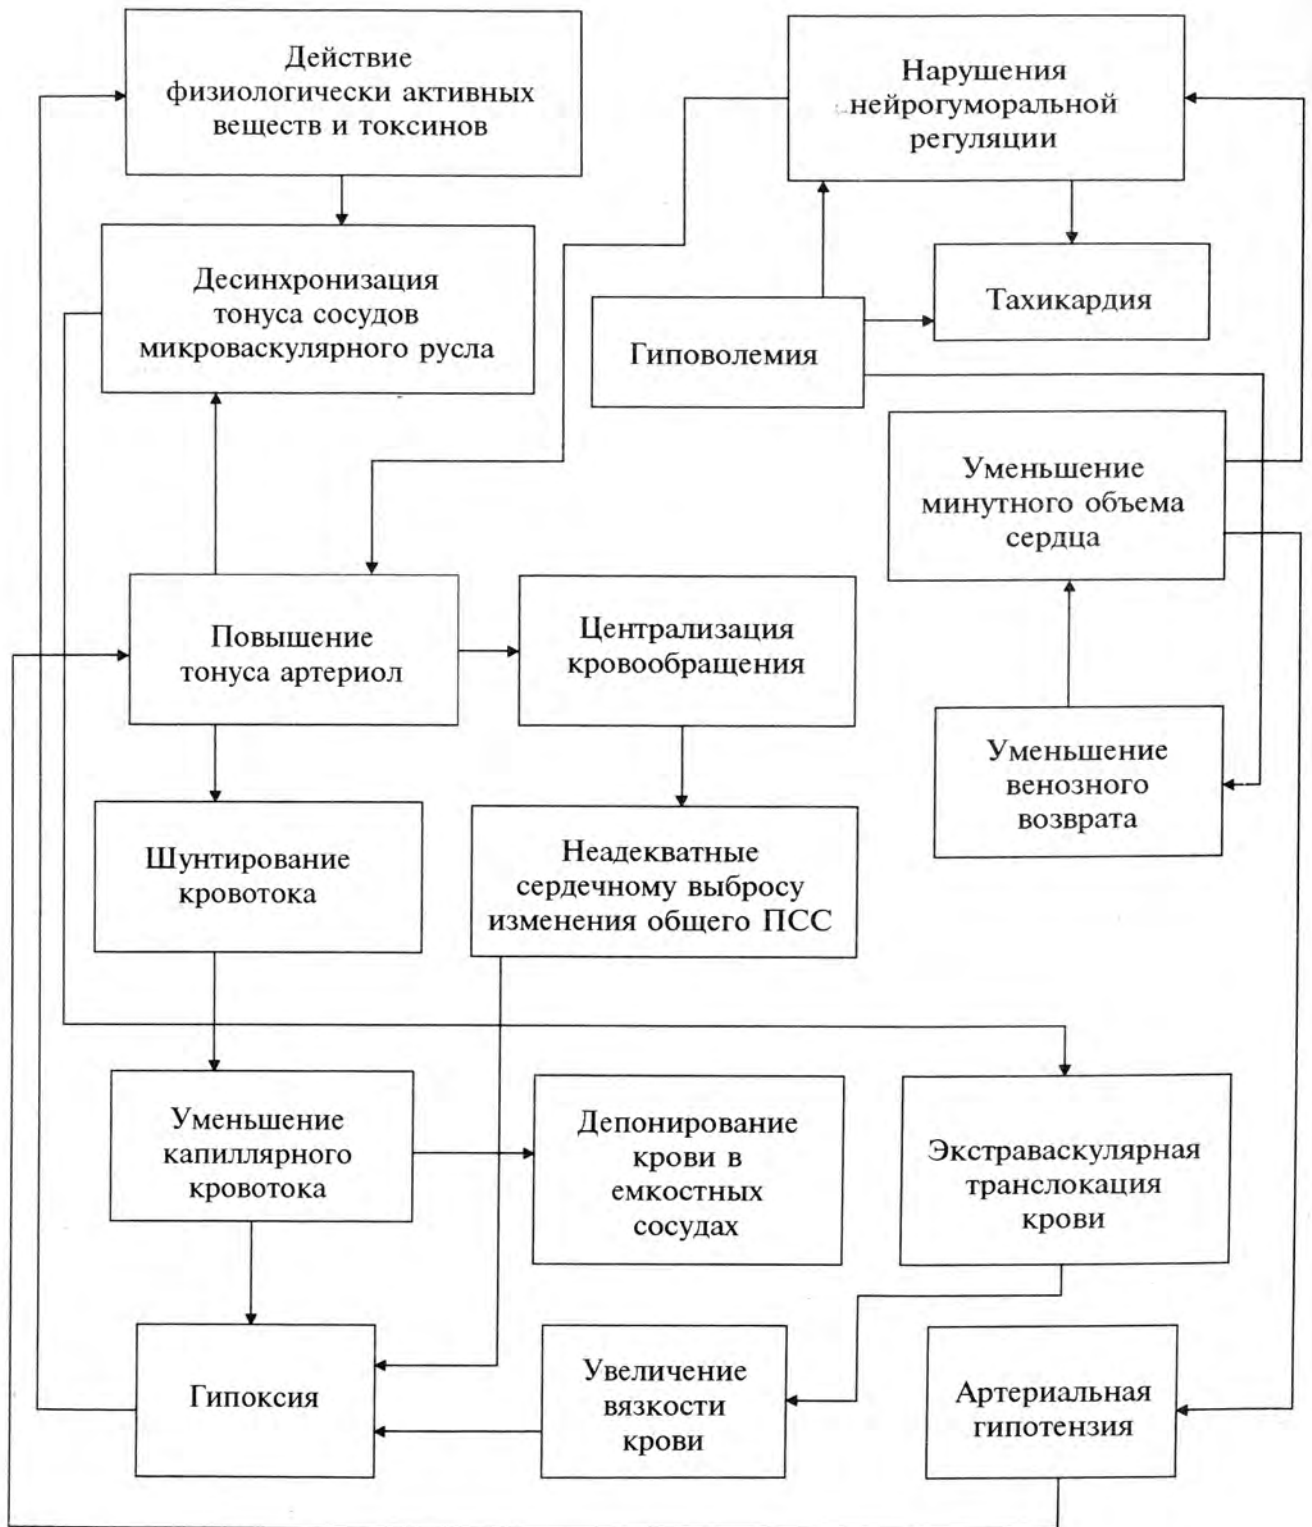 Действие
физиологически активных
веществ и токсинов
Нарушения
нейрогуморальной
регуляции
Десинхронизация
тонуса сосудов
микроваскулярного русла
Тахикардия
Гиповолемия
Уменьшение
минутного объема
сердца
Повышение
тонуса артериол
Централизация
кровообращения
Уменьшение
венозного
возврата
Шунтирование
кровотока
Неадекватные
сердечному выбросу
изменения общего ПСС
Уменьшение
капиллярного
кровотока
Депонирование
крови в
емкостных
сосудах
Экстраваскулярная
транслокация
крови
Гипоксия
Увеличение
вязкости
крови
Артериальная
гипотензия